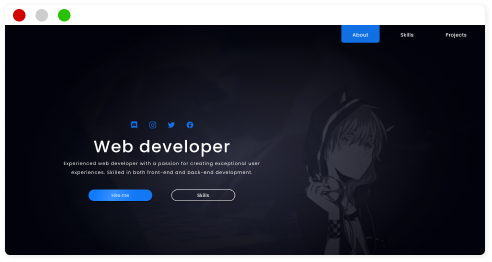 About
Skills
Projects
Web developer
Experienced web developer with a passion for creating exceptional user
experiences. Skilled in both front-end and back-end development.
Hire me
Skills